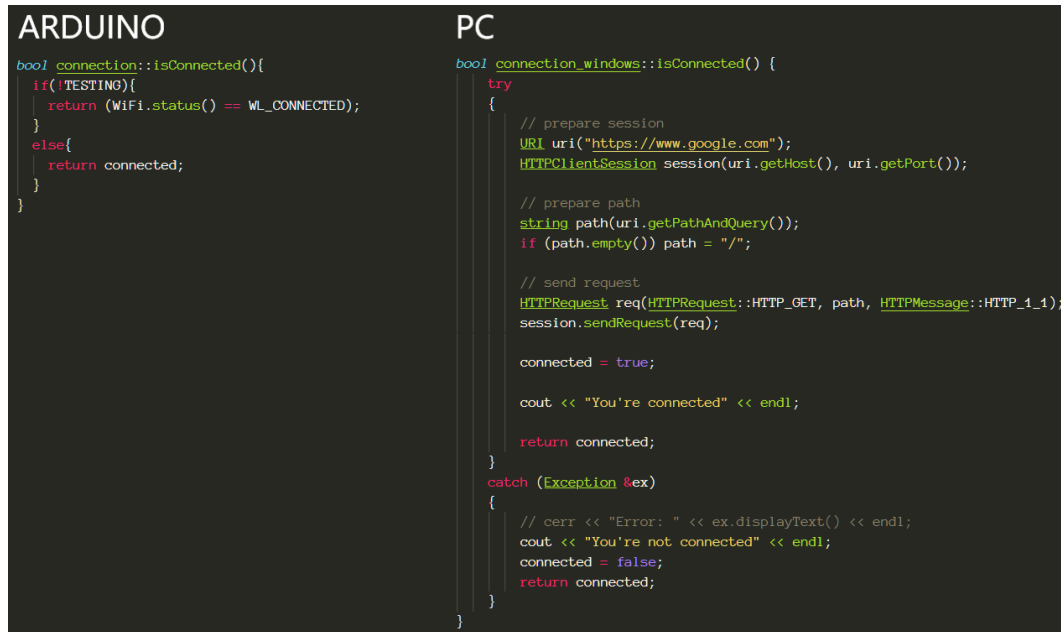 ARDUINO
bool connection::isConnected(){
if(!TESTING){
return (WiFi.status() == WL_CONNECTED);
}
else{
return connected;
}
}
PC
bool connection_windows::isConnected() {
try
{
// prepare session
URI uri("https://www.google.com");
HTTPClientSession session(uri.getHost(), uri.getPort());
// prepare path
string path(uri.getPathAndQuery());
if (path.empty()) path = "/";
// send request
HTTPRequest req(HTTPRequest::HTTP_GET, path, HTTPMessage::HTTP_1_1);
session.sendRequest(req);
connected = true;
cout << "You're connected" << endl;
return connected;
}
catch (Exception &ex)
{
// cerr << "Error: " << ex.displayText() << endl;
cout << "You're not connected" << endl;
connected = false;
return connected;
}
}